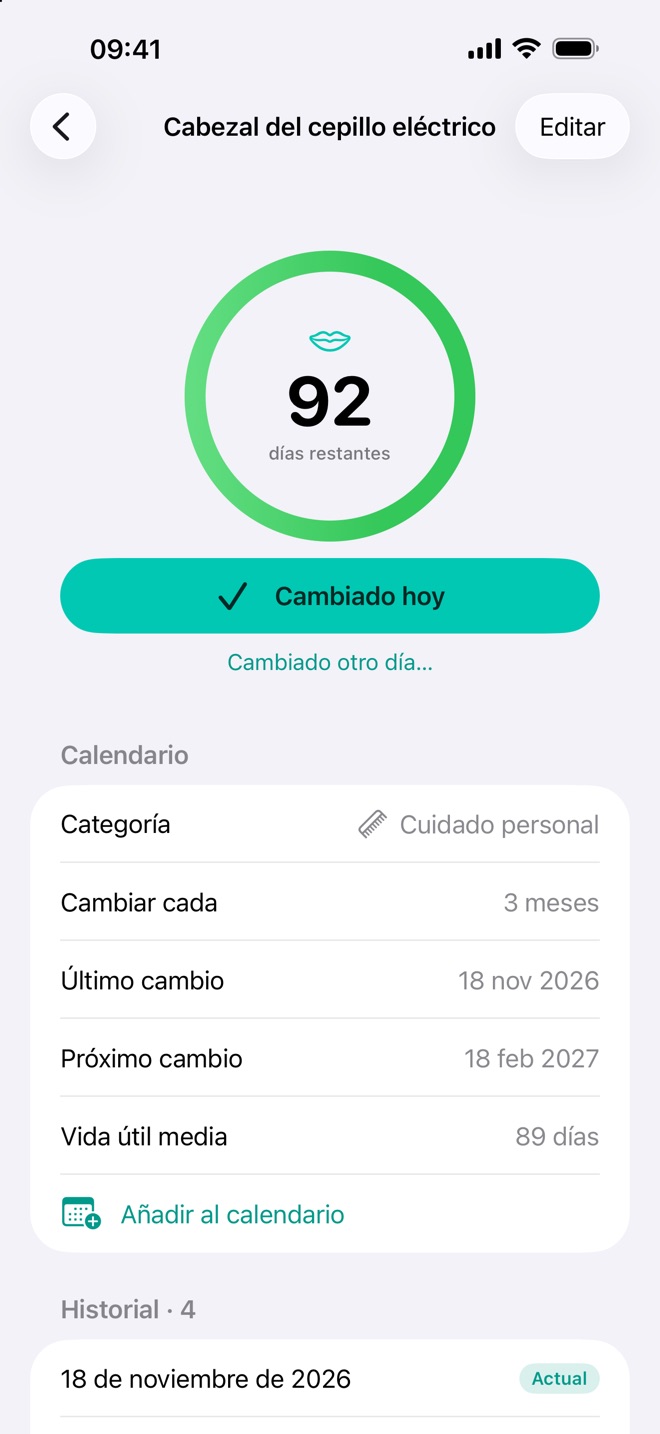 09:41
Cabezal del cepillo eléctrico
Editar
92
días restantes
Cambiado hoy
Cambiado otro día...
Calendario
Categoría Cuidado personal
Cambiar cada 3 meses
Último cambio 18 nov 2026
Próximo cambio 18 feb 2027
Vida útil media 89 días
Añadir al calendario
Historial · 4
18 de noviembre de 2026 Actual